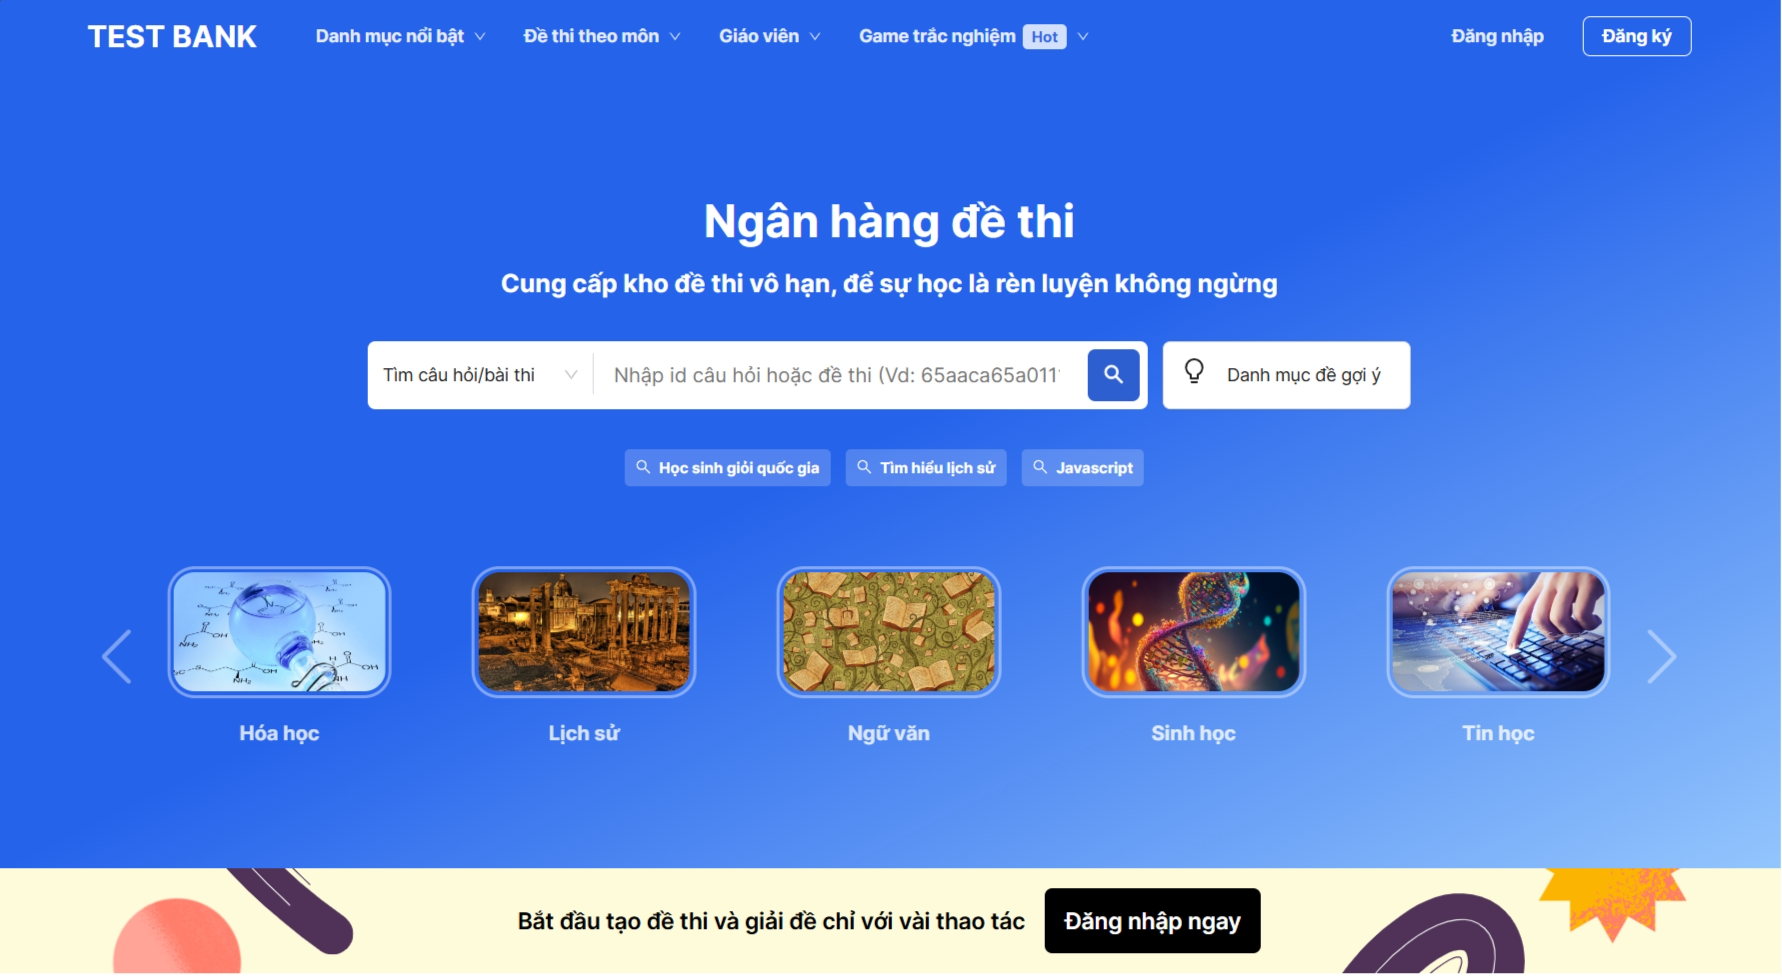 TEST BANK
Danh mục nổi bật
Đề thi theo môn
Giáo viên
Game trắc nghiệm Hot
Đăng nhập
Đăng ký
Ngân hàng đề thi
Cung cấp kho đề thi vô hạn, để sự học là rèn luyện không ngừng
Tìm câu hỏi/bài thi
Nhập id câu hỏi hoặc đề thi (Vd: 65aaca65a011
Danh mục đề gợi ý
Học sinh giỏi quốc gia
Tìm hiểu lịch sử
Javascript
Hóa học
Lịch sử
Ngữ văn
Sinh học
Tin học
Bắt đầu tạo đề thi và giải đề chỉ với vài thao tác
Đăng nhập ngay